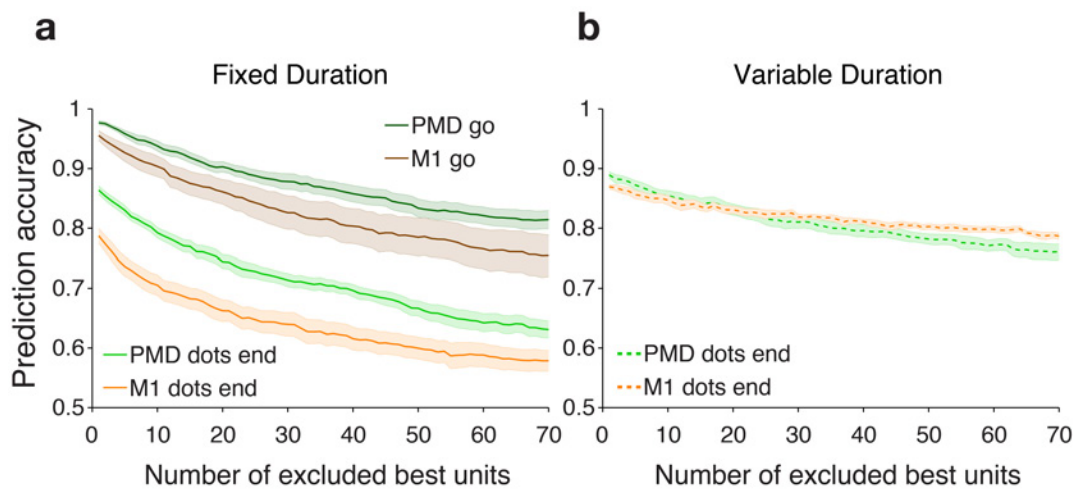 a
Fixed Duration
Prediction accuracy
1
0.9
0.8
0.7
0.6
0.5
PMD go
M1 go
PMD dots end
M1 dots end
0 10 20 30 40 50 60 70
Number of excluded best units
b
Variable Duration
1
0.9
0.8
0.7
0.6
0.5
PMD dots end
M1 dots end
0 10 20 30 40 50 60 70
Number of excluded best units